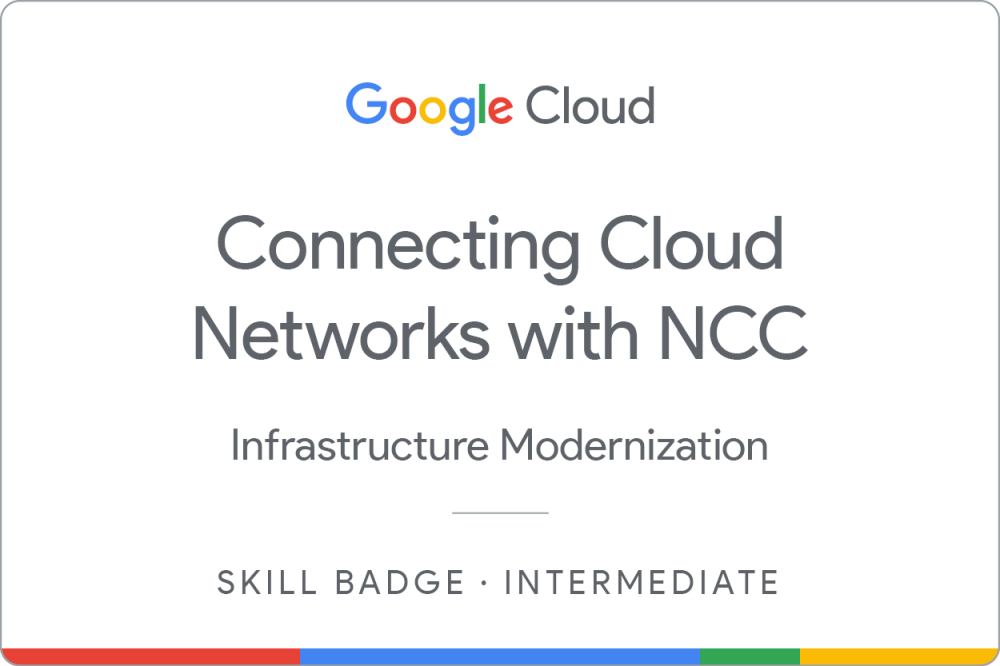 Google Cloud
Connecting Cloud
Networks with NCC
Infrastructure Modernization
SKILL BADGE · INTERMEDIATE